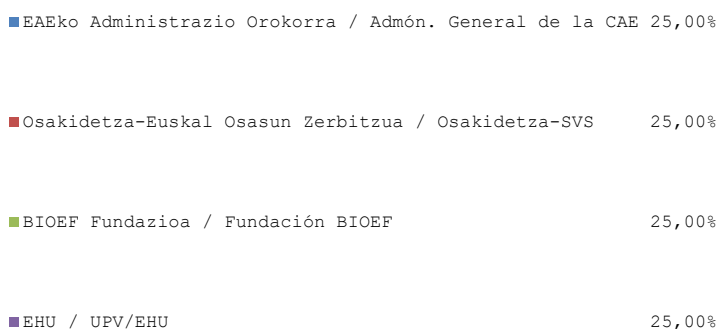 EAEko Administrazio Orokorra / Admón. General de la CAE 25,00%
Osakidetza-Euskal Osasun Zerbitzua / Osakidetza-SVS 25,00%
BIOEF Fundazioa / Fundación BIOEF 25,00%
EHU / UPV/EHU 25,00%